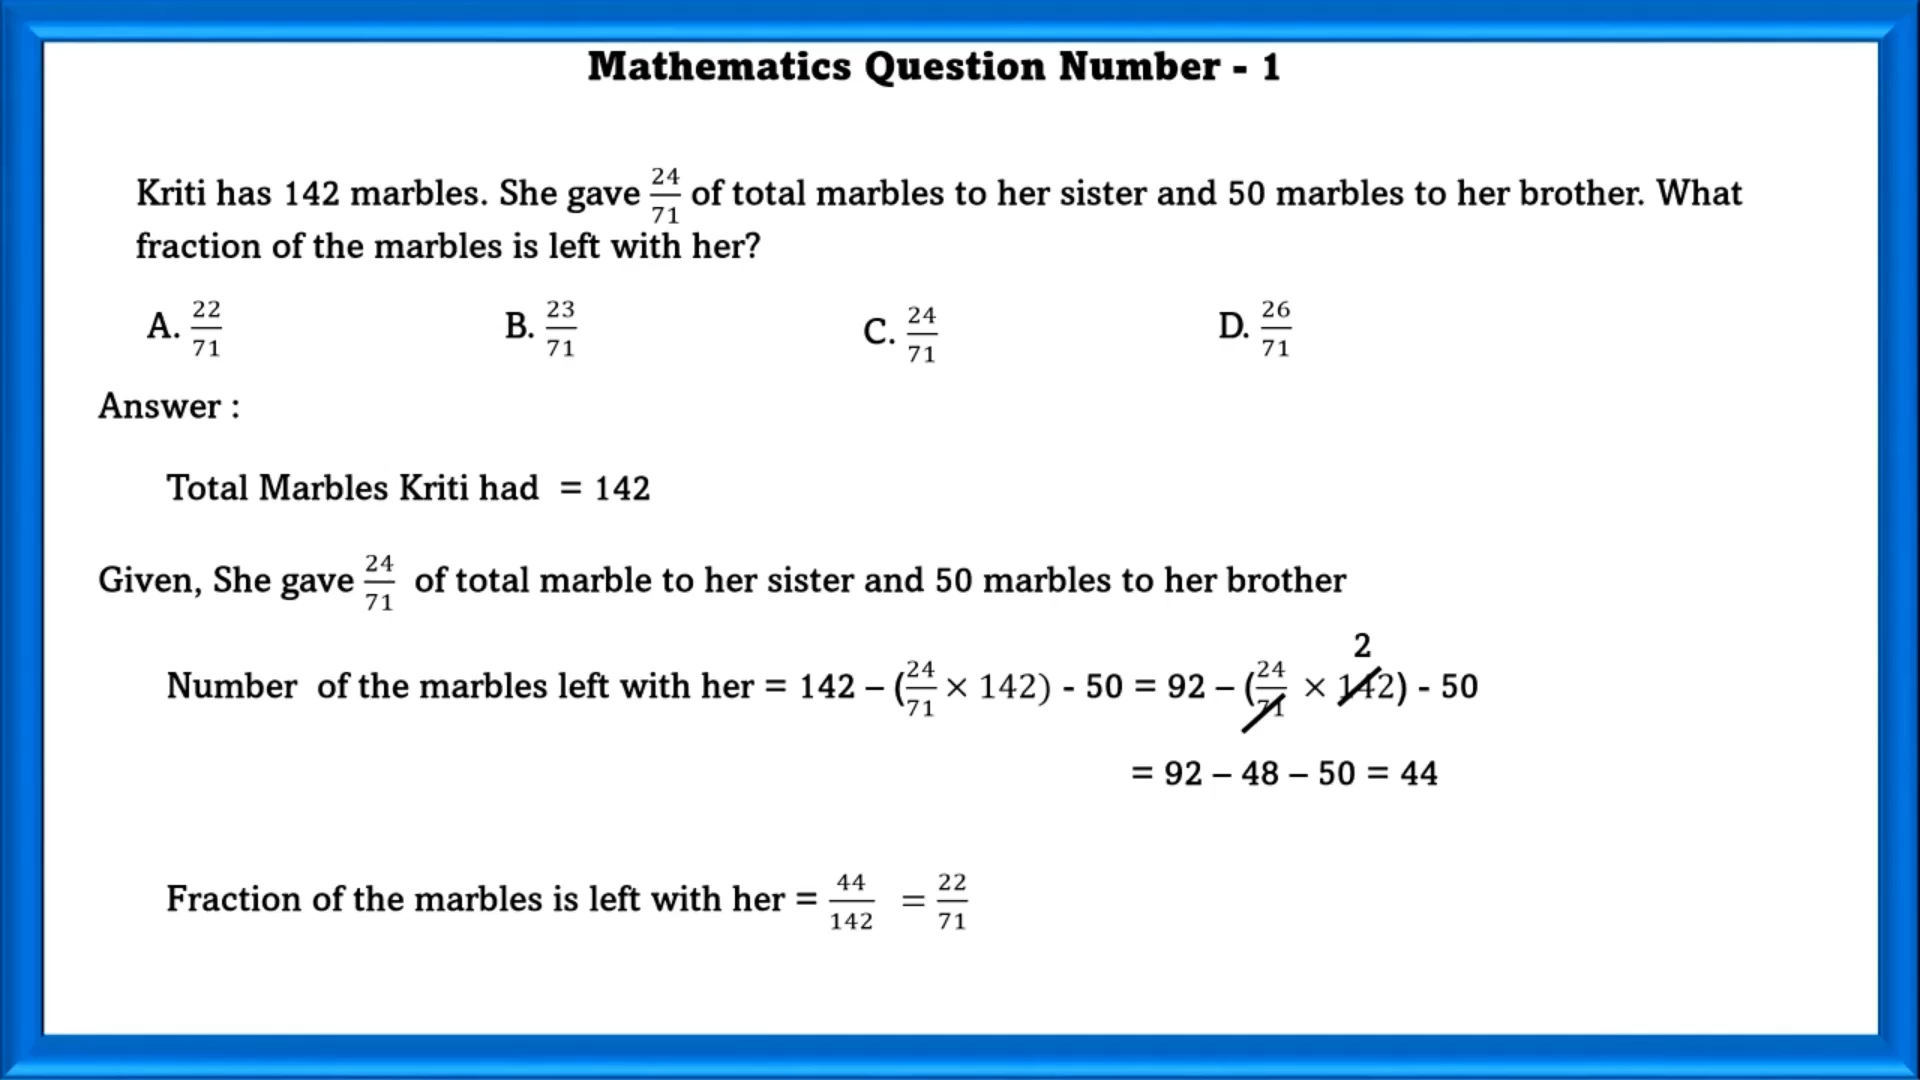 Mathematics Question Number - 1
Kriti has 142 marbles. She gave 24/71 of total marbles to her sister and 50 marbles to her brother. What
fraction of the marbles is left with her?
A. 22/71 B. 23/71 C. 24/71 D. 26/71
Answer :
Total Marbles Kriti had = 142
Given, She gave 24/71 of total marble to her sister and 50 marbles to her brother
2
Number of the marbles left with her = 142 – (24/71 × 142) - 50 = 92 – (24/71 × 142) - 50
= 92 – 48 – 50 = 44
Fraction of the marbles is left with her = 44/142 = 22/71